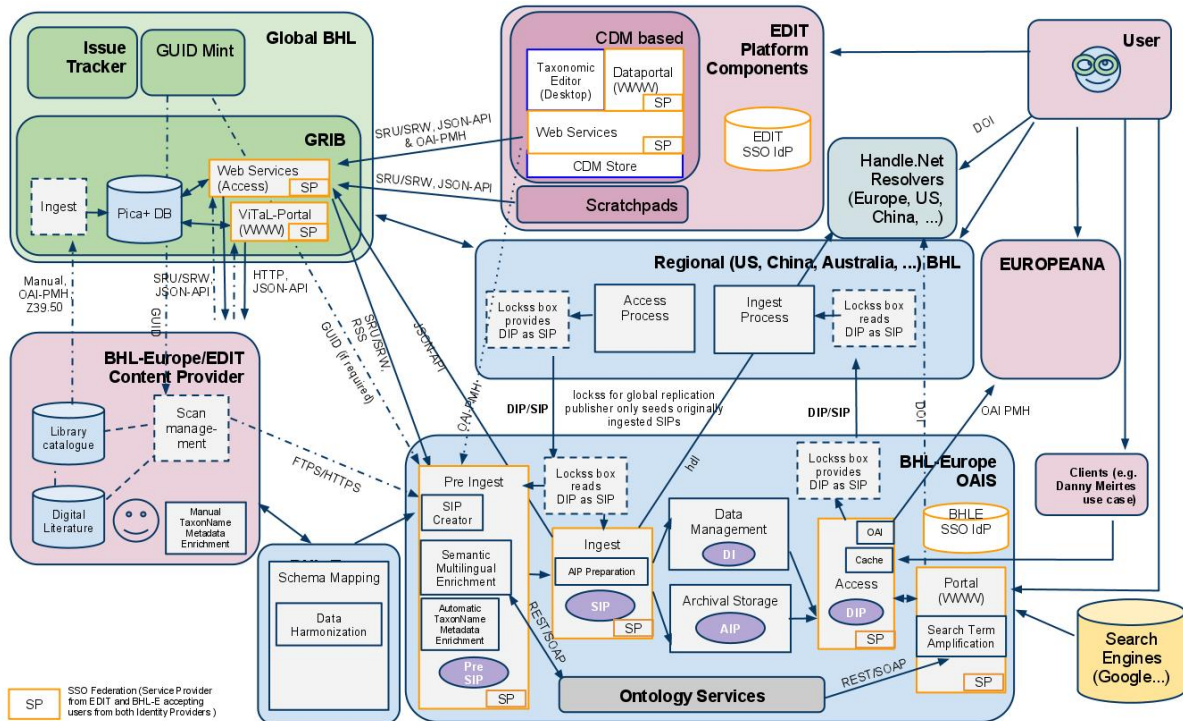 Issue
Tracker
GUID Mint
Global BHL
GRIB
Ingest
Pica+ DB
Web Services
(Access)
SP
ViTaL-Portal
(WWW)
SP
SRU/SRW, JSON-API
& OAI-PMH
SRU/SRW, JSON-API
CDM based
Taxonomic
Editor
(Desktop)
Dataportal
(WWW)
SP
Web Services
SP
CDM Store
Scratchpads
EDIT
Platform
Components
EDIT
SSO IdP
User
DOI
Handle.Net
Resolvers
(Europe, US,
China, ...)
Regional (US, China, Australia, ...) BHL
Lockss box
provides
DIP as SIP
Access
Process
Ingest
Process
Lockss box
reads
DIP as SIP
EUROPEANA
Manual,
OAI-PMH
Z39.50
SRU/SRW,
JSON-API
HTTP,
JSON-API
GUID
GUID (if
required)
SRU/SRW,
RSS
JSON-API
OAI-PMH
DIP/SIP
lockss for global replication
publisher only seeds originally
ingested SIPs
DIP/SIP
DOI
OAI PMH
hdl
BHL-Europe/EDIT
Content Provider
Library
catalogue
Scan
manage-
ment
Digital
Literature
Manual
TaxonName
Metadata
Enrichment
FTPS/HTTPS
Schema Mapping
Data
Harmonization
BHL-Europe
OAIS
Pre Ingest
SIP
Creator
Semantic
Multilingual
Enrichment
Automatic
TaxonName
Metadata
Enrichment
Pre
SIP
SP
Lockss box
reads
DIP as SIP
Ingest
AIP Preparation
SIP
SP
Data
Management
DI
Archival Storage
AIP
Lockss box
provides
DIP as SIP
OAI
Cache
Access
DIP
SP
BHLE
SSO IdP
Portal
(WWW)
Search Term
Amplification
SP
REST/SOAP
Ontology Services
REST/SOAP
Clients (e.g.
Danny Meirtes
use case)
Search
Engines
(Google...)
SP
SSO Federation (Service Provider
from EDIT and BHL-E accepting
users from both Identity Providers )